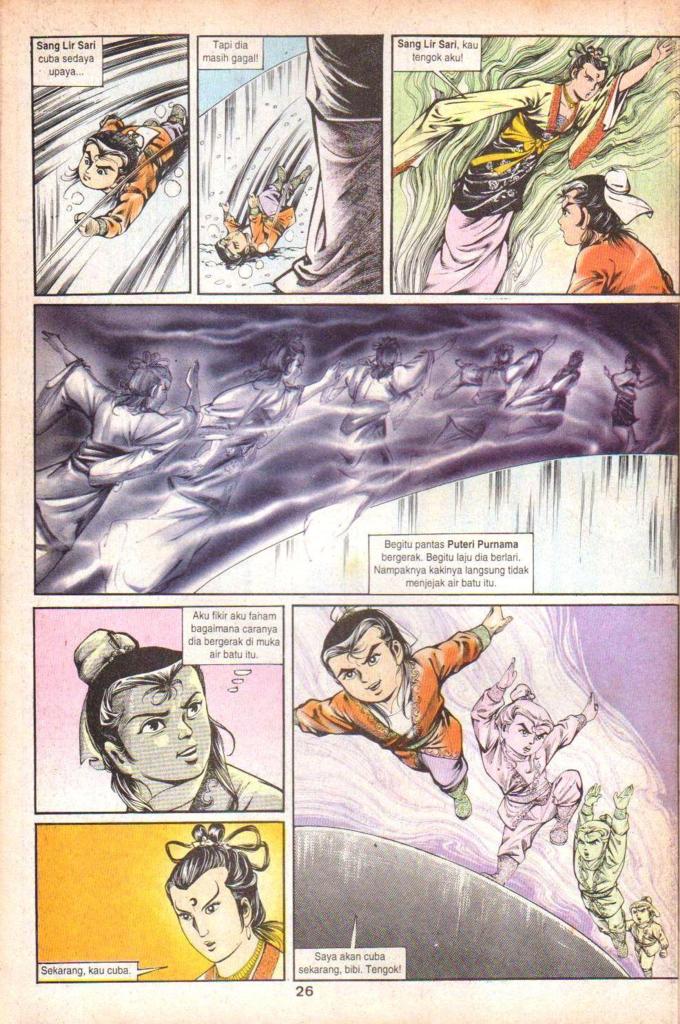 Sang Lir Sari
cuba sedaya
upaya...
Tapi dia
masih gagal!
Sang Lir Sari, kau
tengok aku!
Begitu pantas Puteri Purnama
bergerak. Begitu laju dia berlari.
Nampaknya kakinya langsung tidak
menjejak air batu itu.
Aku fikir aku faham
bagaimana caranya
dia bergerak di muka
air batu itu.
Sekarang, kau cuba.
Saya akan cuba
sekarang, bibi. Tengok!
26